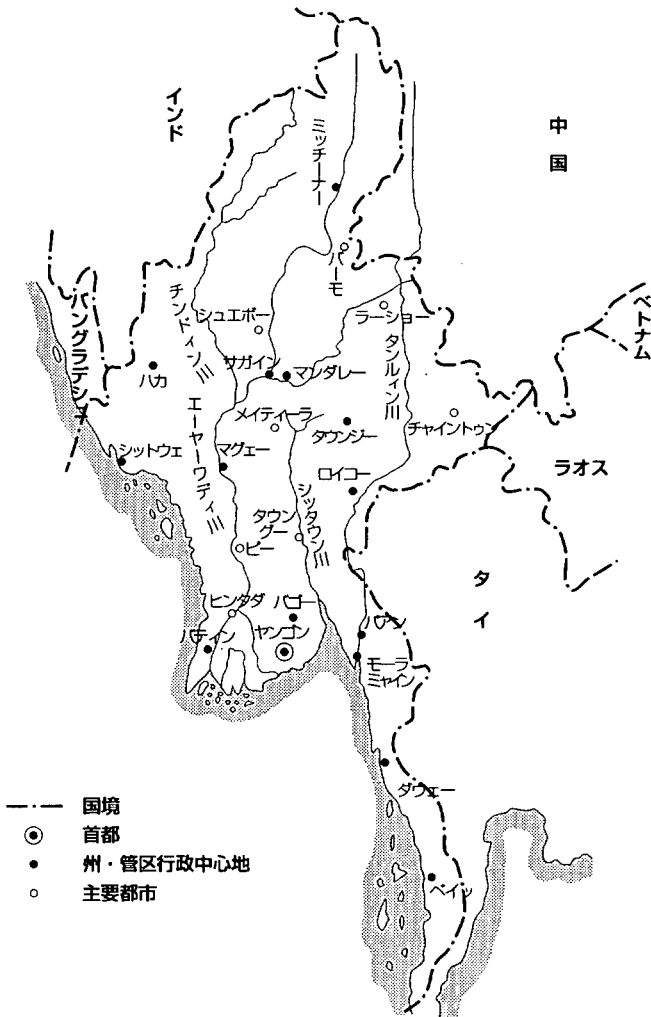 インド
中国
ミッチーナー
バーモ
バングラデシュ
チンドィン川
シュエボー
ラーショー
ベトナム
サガイン
マンダレー
タンルィン川
ハカ
エーヤーワディ川
メイティーラ
タウンジー
チャイントゥン
シットウェ
マグェー
ロイコー
ラオス
シッタウン川
タウン
グー
ピー
タイ
ヒンタダ
バゴー
パアン
パティン
ヤンゴン
モーラ
ミャイン
ダウェー
ベイッ
国境
首都
州・管区行政中心地
主要都市